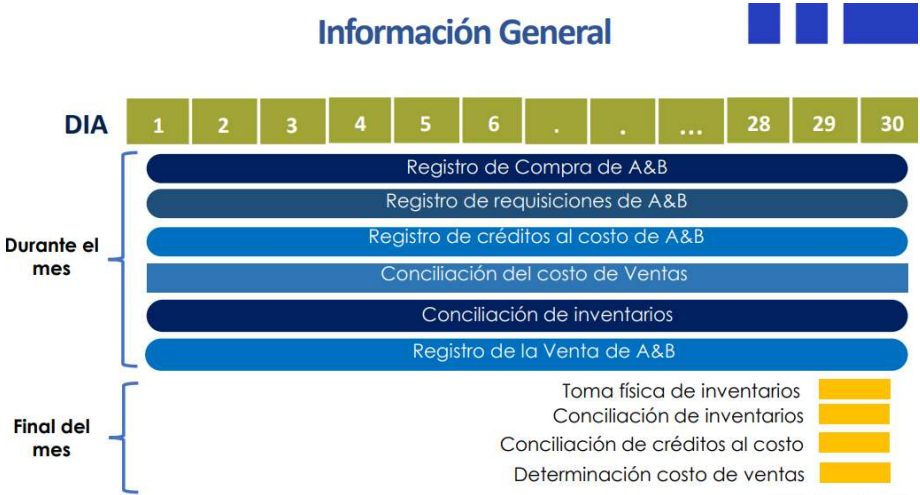 Información General
DIA 1 2 3 4 5 6 . . ... 28 29 30
Durante el
mes
Registro de Compra de A&B
Registro de requisiciones de A&B
Registro de créditos al costo de A&B
Conciliación del costo de Ventas
Conciliación de inventarios
Registro de la Venta de A&B
Final del
mes
Toma física de inventarios
Conciliación de inventarios
Conciliación de créditos al costo
Determinación costo de ventas